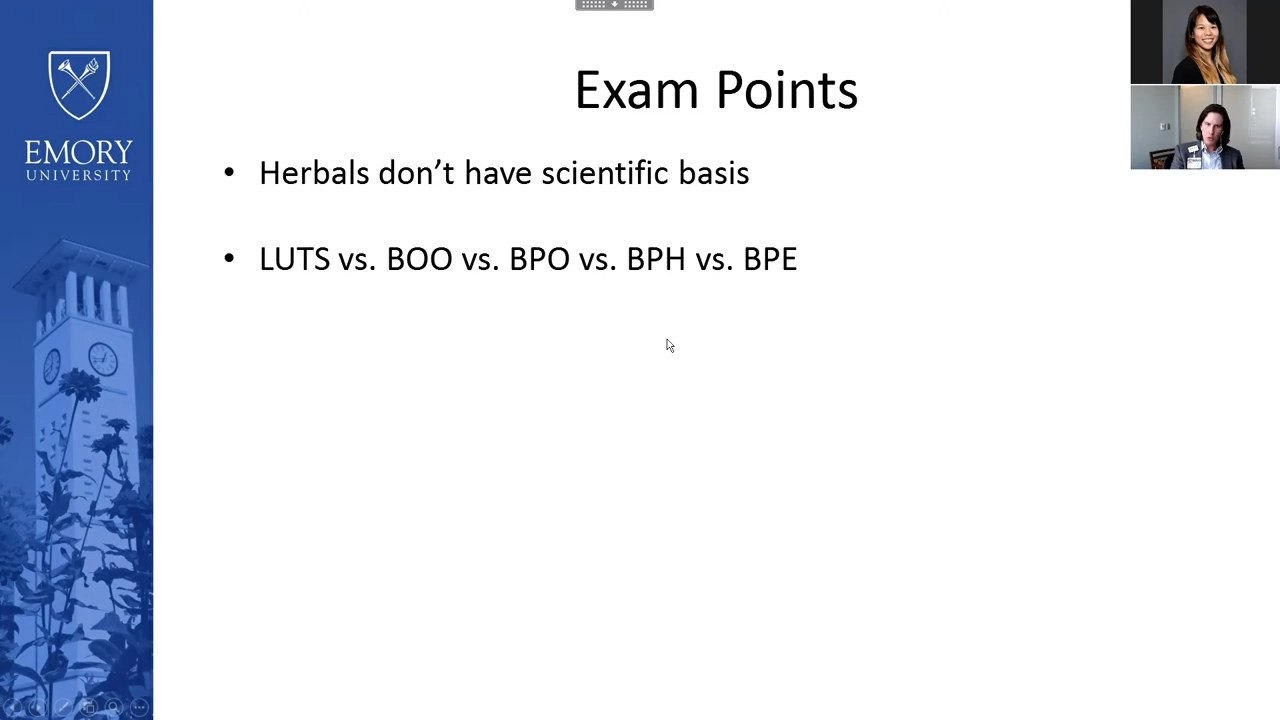 EMORY
UNIVERSITY
Exam Points
• Herbals don’t have scientific basis
• LUTS vs. BOO vs. BPO vs. BPH vs. BPE